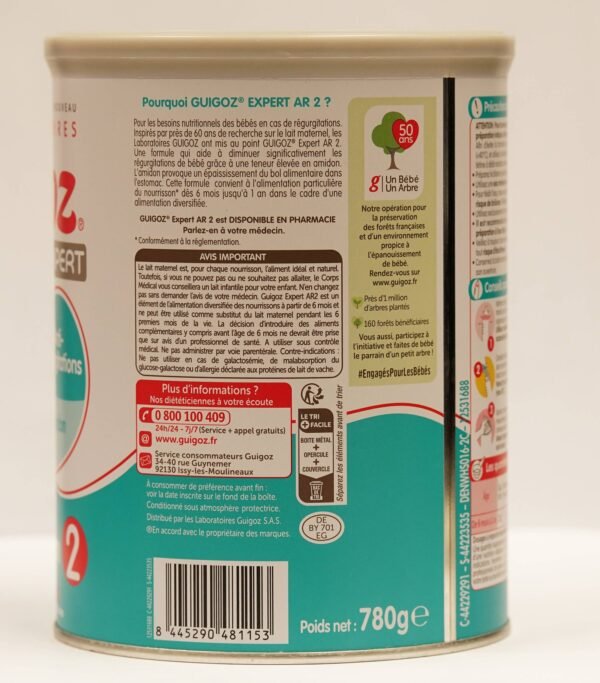 Pourquoi GUIGOZ® EXPERT AR 2 ?
Pour les besoins nutritionnels des bébés en cas de régurgitations.
Inspirés par près de 60 ans de recherche sur le lait maternel, les
Laboratoires GUIGOZ ont mis au point GUIGOZ® Expert AR 2.
Une formule qui aide à diminuer significativement les
régurgitations de bébé grâce à une teneur élevée en amidon.
L'amidon provoque un épaississement du bol alimentaire dans
l'estomac. Cette formule convient à l'alimentation particulière
du nourrisson* dès 6 mois jusqu'à 1 an dans le cadre d'une
alimentation diversifiée.
GUIGOZ® Expert AR 2 est DISPONIBLE EN PHARMACIE
Parlez-en à votre médecin.
* Conformément à la réglementation.
AVIS IMPORTANT
Le lait maternel est, pour chaque nourrisson, l'aliment idéal et naturel.
Toutefois, si vous ne pouvez pas ou ne souhaitez pas allaiter, le Corps
Médical vous conseillera un lait infantile pour votre enfant. N'en changez
pas sans demander l'avis de votre médecin. Guigoz Expert AR2 est un
élément de l'alimentation diversifiée des nourrissons à partir de 6 mois et
ne peut être utilisé comme substitut du lait maternel pendant les 6
premiers mois de la vie. La décision d'introduire des aliments
complémentaires y compris avant l'âge de 6 mois ne devrait être prise
que sur avis d'un professionnel de santé. A utiliser sous contrôle
médical. Ne pas administrer par voie parentérale. Contre-indications :
Ne pas utiliser en cas de galactosémie, de malabsorption du
glucose-galactose ou d'allergie déclarée aux protéines de lait de vache.
Plus d'informations ?
Nos diététiciennes à votre écoute
0 800 100 409
24h/24 - 7j/7 (Service + appel gratuits)
@ www.guigoz.fr
Service consommateurs Guigoz
34-40 rue Guynemer
92130 Issy-les-Moulineaux
LE TRI
+ FACILE
BOITE MÉTAL
+
OPERCULE
+
COUVERCLE
BAC DE TRI
Séparez les éléments avant de trier
À consommer de préférence avant fin :
voir la date inscrite sur le fond de la boîte.
Conditionné sous atmosphère protectrice.
Distribué par les Laboratoires Guigoz S.A.S.
®En accord avec le propriétaire des marques.
DE
BY 701
EG
8 445290 481153
Poids net : 780g℮
50
ans
g
Un Bébé
Un Arbre
Notre opération pour
la préservation
des forêts françaises
et d'un environnement
propice à
l'épanouissement
de bébé.
Rendez-vous sur
www.guigoz.fr
Près d'1 million
d'arbres plantés
160 forêts bénéficiaires
Vous aussi, participez à
l'initiative et faites de bébé
le parrain d'un petit arbre !
#EngagésPourLesBébés
C-44229291 – S-44223535 – DENWHS016-2C – 72531688
2